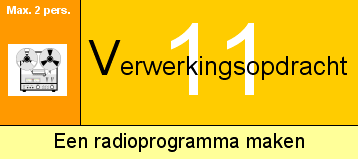 Max. 2 pers.
11
Verwerkingsopdracht
Een radioprogramma maken